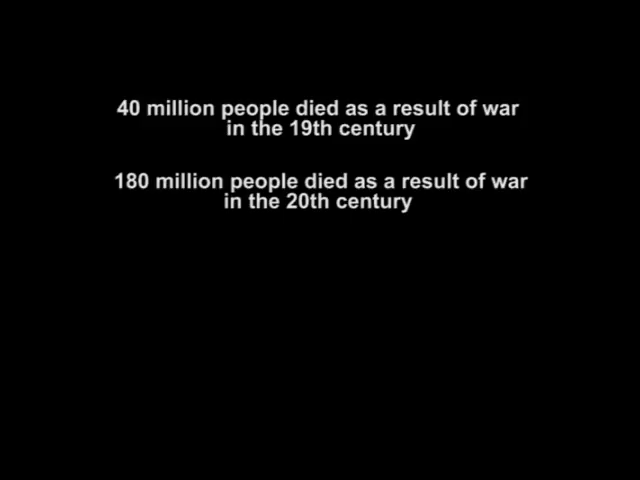 40 million people died as a result of war
in the 19th century
180 million people died as a result of war
in the 20th century